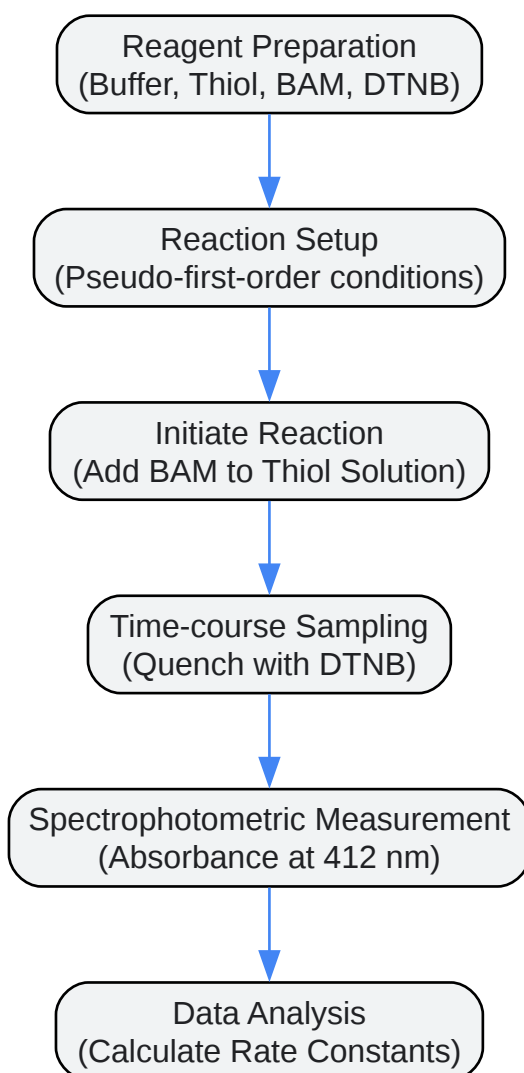 Reagent Preparation
(Buffer, Thiol, BAM, DTNB)
Reaction Setup
(Pseudo-first-order conditions)
Initiate Reaction
(Add BAM to Thiol Solution)
Time-course Sampling
(Quench with DTNB)
Spectrophotometric Measurement
(Absorbance at 412 nm)
Data Analysis
(Calculate Rate Constants)